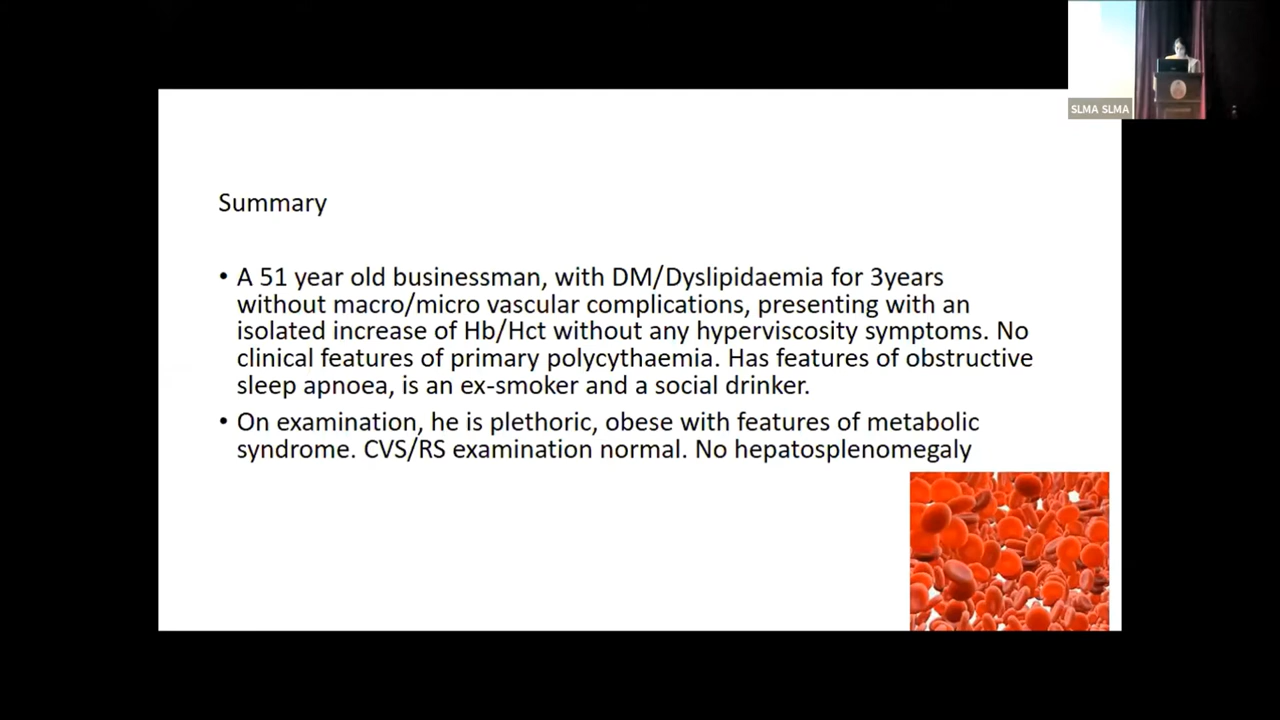 SLMA SLMA
Summary
• A 51 year old businessman, with DM/Dyslipidaemia for 3years
without macro/micro vascular complications, presenting with an
isolated increase of Hb/Hct without any hyperviscosity symptoms. No
clinical features of primary polycythaemia. Has features of obstructive
sleep apnoea, is an ex-smoker and a social drinker.
• On examination, he is plethoric, obese with features of metabolic
syndrome. CVS/RS examination normal. No hepatosplenomegaly